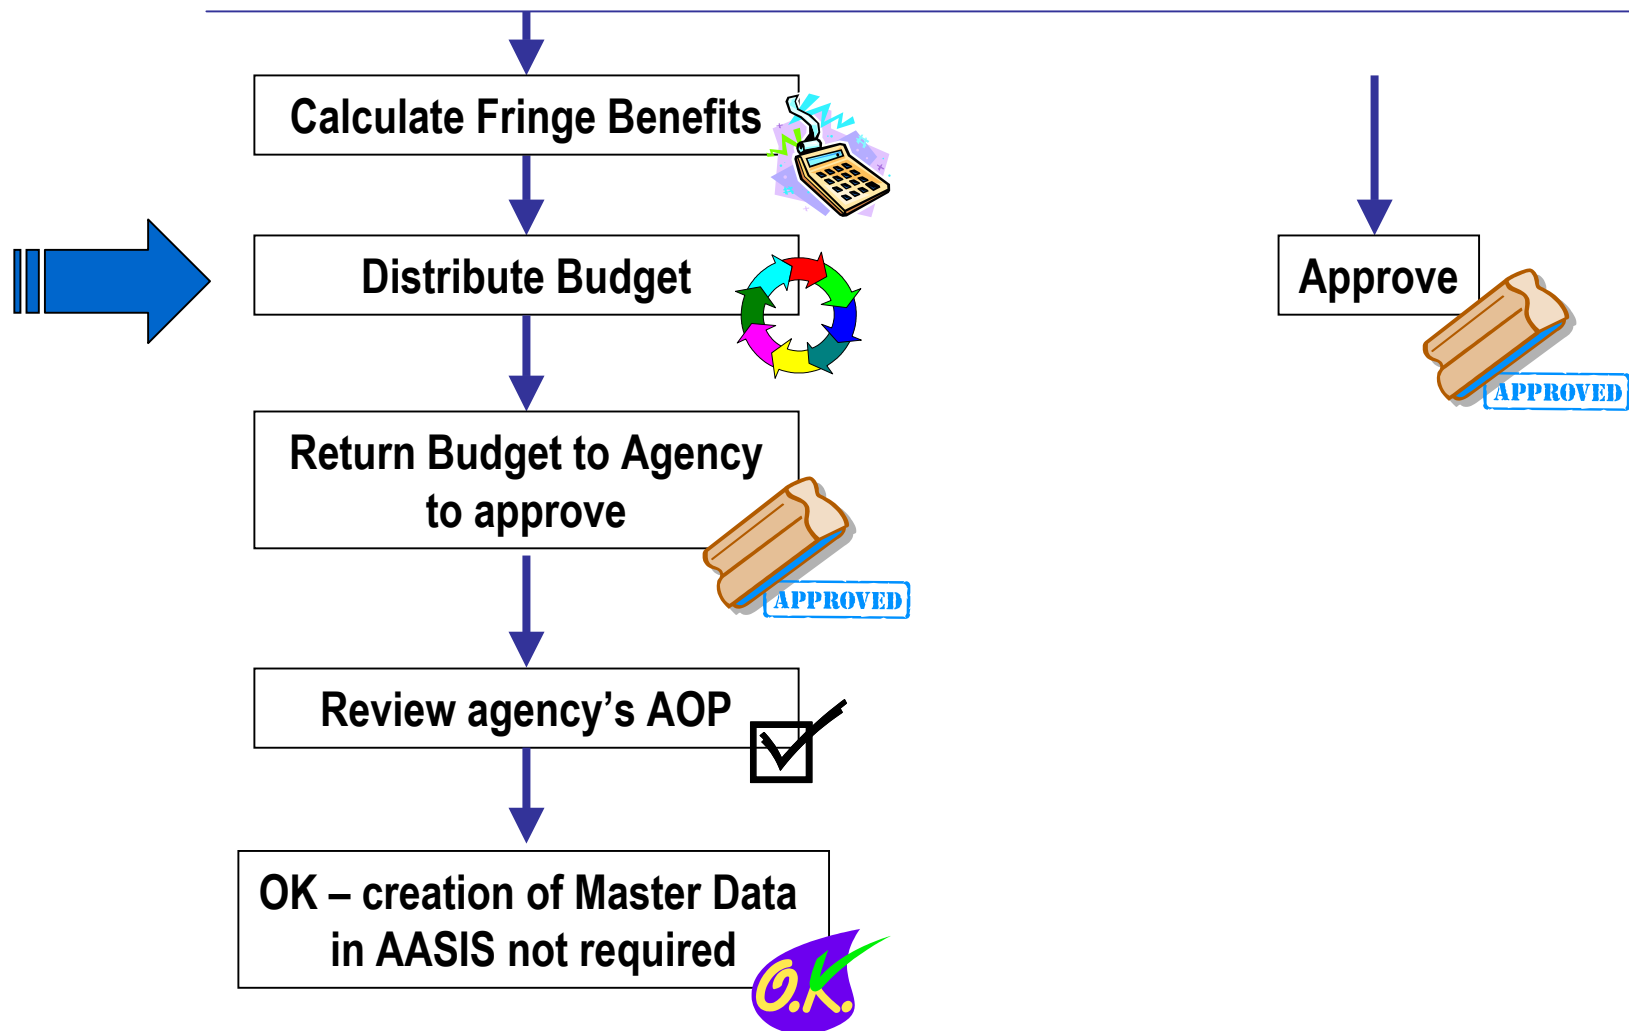 Calculate Fringe Benefits
Distribute Budget
Approve
APPROVED
Return Budget to Agency
to approve
APPROVED
Review agency’s AOP
OK – creation of Master Data
in AASIS not required
O.K.